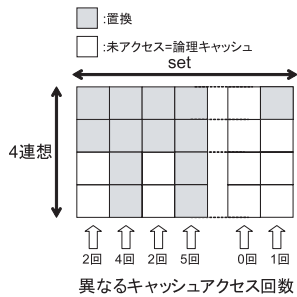 :置換
:未アクセス=論理キャッシュ
set
4連想
2回 4回 2回 5回 0回 1回
異なるキャッシュアクセス回数